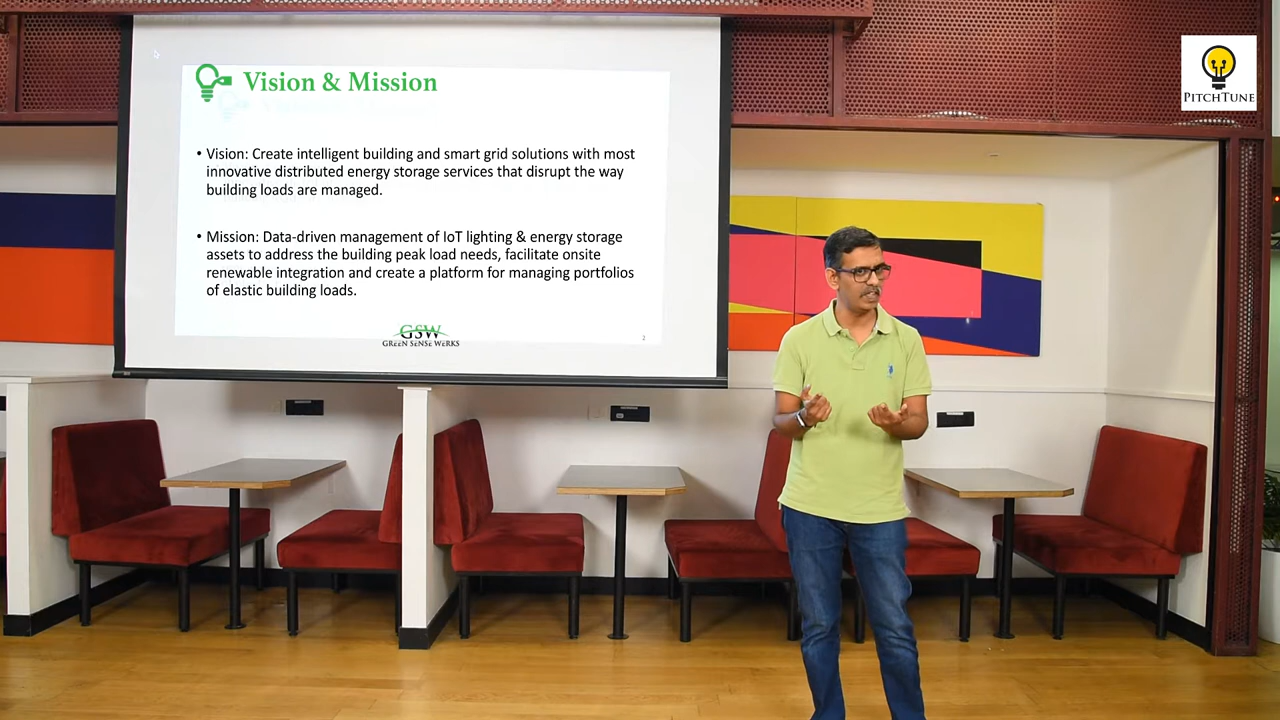 Vision & Mission
• Vision: Create intelligent building and smart grid solutions with most
innovative distributed energy storage services that disrupt the way
building loads are managed.
• Mission: Data-driven management of IoT lighting & energy storage
assets to address the building peak load needs, facilitate onsite
renewable integration and create a platform for managing portfolios
of elastic building loads.
GSW
GREEN SENSE WERKS
2
PITCHTUNE